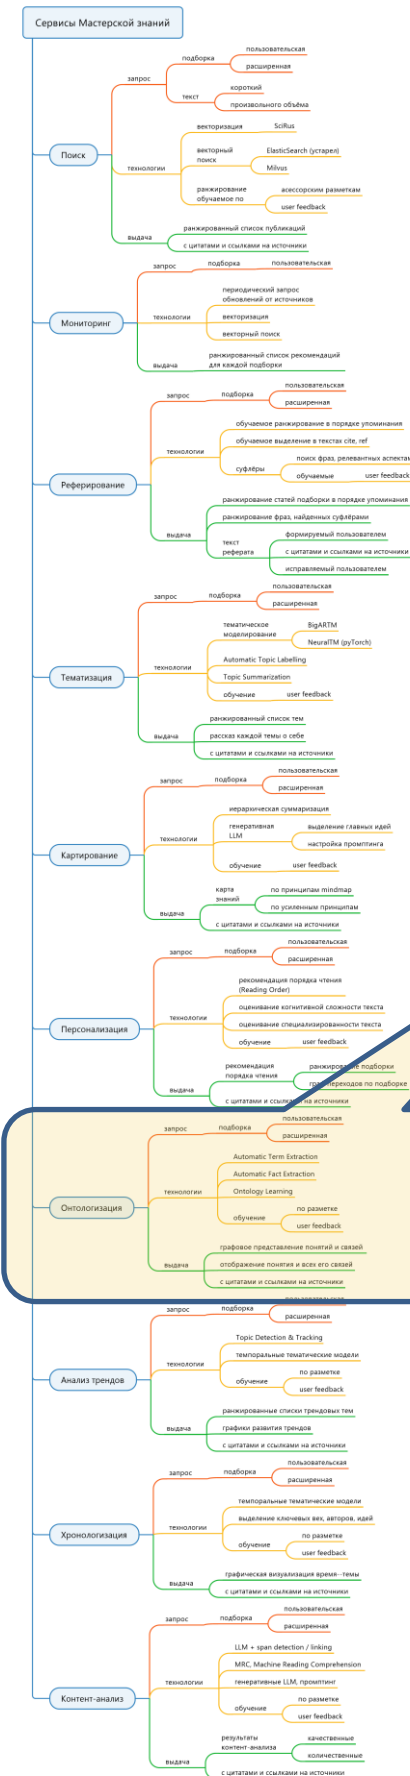 Сервисы Мастерской знаний
Поиск
запрос
подборка
пользовательская
расширенная
текст
короткий
произвольного объёма
технологии
векторизация
SciRus
векторный
поиск
ElasticSearch (устарел)
Milvus
ранжирование
обучаемое по
асессорским разметкам
user feedback
выдача
ранжированный список публикаций
с цитатами и ссылками на источники
Мониторинг
запрос
подборка
пользовательская
технологии
периодический запрос
обновлений от источников
векторизация
векторный поиск
выдача
ранжированный список рекомендаций
для каждой подборки
Реферирование
запрос
подборка
пользовательская
расширенная
технологии
обучаемое ранжирование в порядке упоминания
обучаемое выделение в текстах cite, ref
суфлёры
поиск фраз, релевантных аспектам
обучаемые
user feedback
выдача
ранжирование статей подборки в порядке упоминания
ранжирование фраз, найденных суфлёрами
текст
реферата
формируемый пользователем
с цитатами и ссылками на источники
исправляемый пользователем
Тематизация
запрос
подборка
пользовательская
расширенная
технологии
тематическое
моделирование
BigARTM
NeuralTM (pyTorch)
Automatic Topic Labelling
Topic Summarization
обучение
user feedback
выдача
ранжированный список тем
рассказ каждой темы о себе
с цитатами и ссылками на источники
Картирование
запрос
подборка
пользовательская
расширенная
технологии
иерархическая суммаризация
генеративная
LLM
выделение главных идей
настройка промптинга
обучение
user feedback
выдача
карта
знаний
по принципам mindmap
по усиленным принципам
с цитатами и ссылками на источники
Персонализация
запрос
подборка
пользовательская
расширенная
технологии
рекомендация порядка чтения
(Reading Order)
оценивание когнитивной сложности текста
оценивание специализированности текста
обучение
user feedback
выдача
рекомендация
порядка чтения
ранжирование подборки
граф переходов по подборке
с цитатами и ссылками на источники
Онтологизация
запрос
подборка
пользовательская
расширенная
технологии
Automatic Term Extraction
Automatic Fact Extraction
Ontology Learning
обучение
по разметке
user feedback
выдача
графовое представление понятий и связей
отображение понятия и всех его связей
с цитатами и ссылками на источники
Анализ трендов
запрос
подборка
пользовательская
расширенная
технологии
Topic Detection & Tracking
темпоральные тематические модели
обучение
по разметке
user feedback
выдача
ранжированные списки трендовых тем
графики развития трендов
с цитатами и ссылками на источники
Хронологизация
запрос
подборка
пользовательская
расширенная
технологии
темпоральные тематические модели
выделение ключевых вех, авторов, идей
обучение
по разметке
user feedback
выдача
графическая визуализация время–темы
с цитатами и ссылками на источники
Контент-анализ
запрос
подборка
пользовательская
расширенная
технологии
LLM + span detection / linking
MRC, Machine Reading Comprehension
генеративные LLM, промптинг
обучение
по разметке
user feedback
выдача
результаты
контент-анализа
качественные
количественные
с цитатами и ссылками на источники